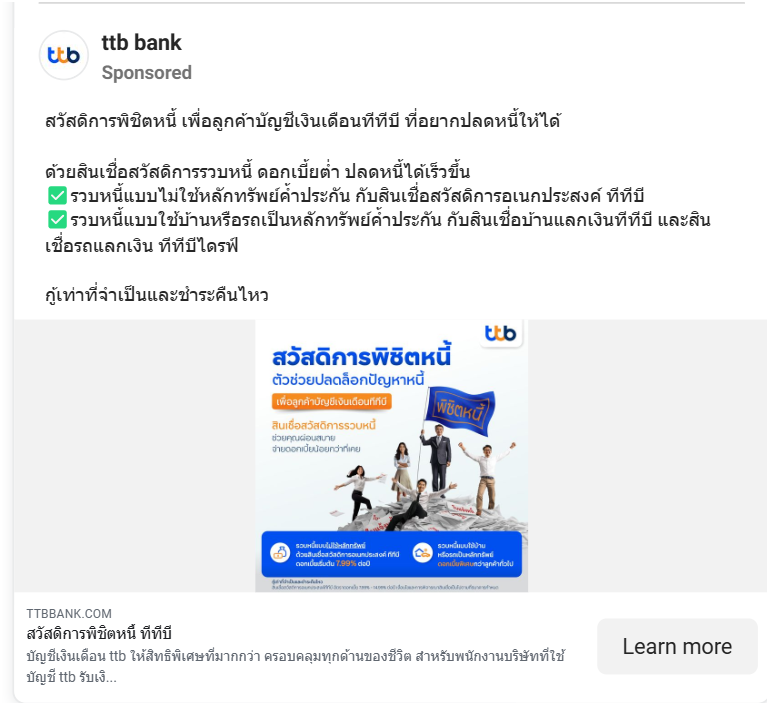 ttb
ttb bank
Sponsored
สวัสดิการพิชิตหนี้ เพื่อลูกค้าบัญชีเงินเดือนทีทีบี ที่อยากปลดหนี้ให้ได้
ด้วยสินเชื่อสวัสดิการรวบหนี้ ดอกเบี้ยต่ำ ปลดหนี้ได้เร็วขึ้น
✅ รวบหนี้แบบไม่ใช้หลักทรัพย์ค้ำประกัน กับสินเชื่อสวัสดิการอเนกประสงค์ ทีทีบี
✅ รวบหนี้แบบใช้บ้านหรือรถเป็นหลักทรัพย์ค้ำประกัน กับสินเชื่อบ้านแลกเงินทีทีบี และสิน
เชื่อรถแลกเงิน ทีทีบีไดรฟ์
กู้เท่าที่จำเป็นและชำระคืนไหว
ttb
สวัสดิการพิชิตหนี้
ตัวช่วยปลดล็อกปัญหาหนี้
เพื่อลูกค้าบัญชีเงินเดือนทีทีบี
สินเชื่อสวัสดิการรวบหนี้
ช่วยคุณผ่อนสบาย
จ่ายดอกเบี้ยน้อยกว่าที่เคย
พิชิตหนี้
รวบหนี้แบบไม่ใช้หลักทรัพย์
ด้วยสินเชื่อสวัสดิการอเนกประสงค์ ทีทีบี
ดอกเบี้ยเริ่มต้น 7.99% ต่อปี
รวบหนี้แบบใช้บ้าน
หรือรถเป็นหลักทรัพย์
ดอกเบี้ยพิเศษกว่าลูกค้าทั่วไป
กู้เท่าที่จำเป็นและชำระคืนไหว
TTBBANK.COM
สวัสดิการพิชิตหนี้ ทีทีบี
บัญชีเงินเดือน ttb ให้สิทธิพิเศษที่มากกว่า ครอบคลุมทุกด้านของชีวิต สำหรับพนักงานบริษัทที่ใช้
บัญชี ttb รับเงิ...
Learn more